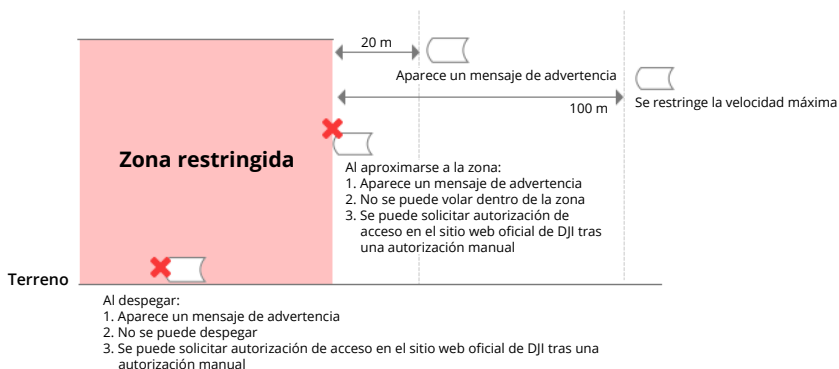 20 m
Aparece un mensaje de advertencia
100 m
Se restringe la velocidad máxima
Zona restringida
Al aproximarse a la zona:
1. Aparece un mensaje de advertencia
2. No se puede volar dentro de la zona
3. Se puede solicitar autorización de
acceso en el sitio web oficial de DJI tras
una autorización manual
Terreno
Al despegar:
1. Aparece un mensaje de advertencia
2. No se puede despegar
3. Se puede solicitar autorización de acceso en el sitio web oficial de DJI tras una
autorización manual